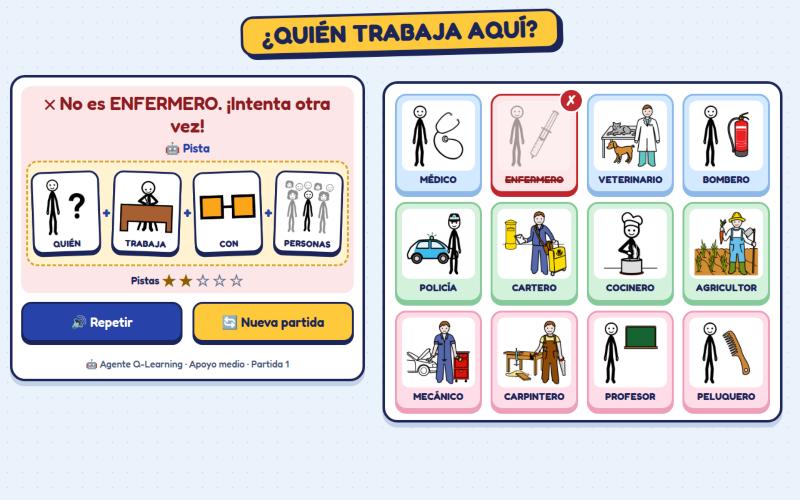 ¿QUIÉN TRABAJA AQUÍ?
× No es ENFERMERO. ¡Intenta otra
vez!
🤖 Pista
?
QUIÉN + TRABAJA + CON + PERSONAS
Pistas ★★☆☆☆
🔊 Repetir
🔄 Nueva partida
🤖 Agente Q-Learning · Apoyo medio · Partida 1
✗
MÉDICO
ENFERMERO
VETERINARIO
BOMBERO
POLICÍA
CARTERO
COCINERO
AGRICULTOR
MECÁNICO
CARPINTERO
PROFESOR
PELUQUERO